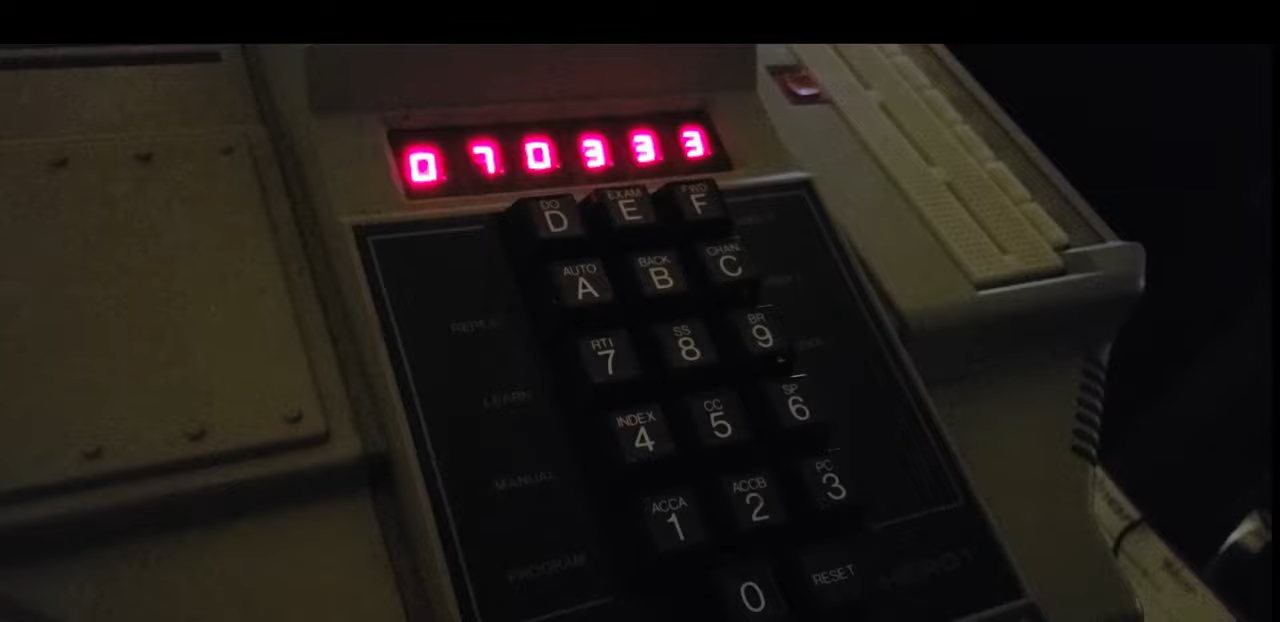 070333
DO EXAM FWD
D E F
AUTO BACK CHAN
A B C
REPEAT
RTI SS BR
7 8 9
LEARN
INDEX CC SP
4 5 6
MANUAL
ACCA ACCB PC
1 2 3
PROGRAM
0 RESET